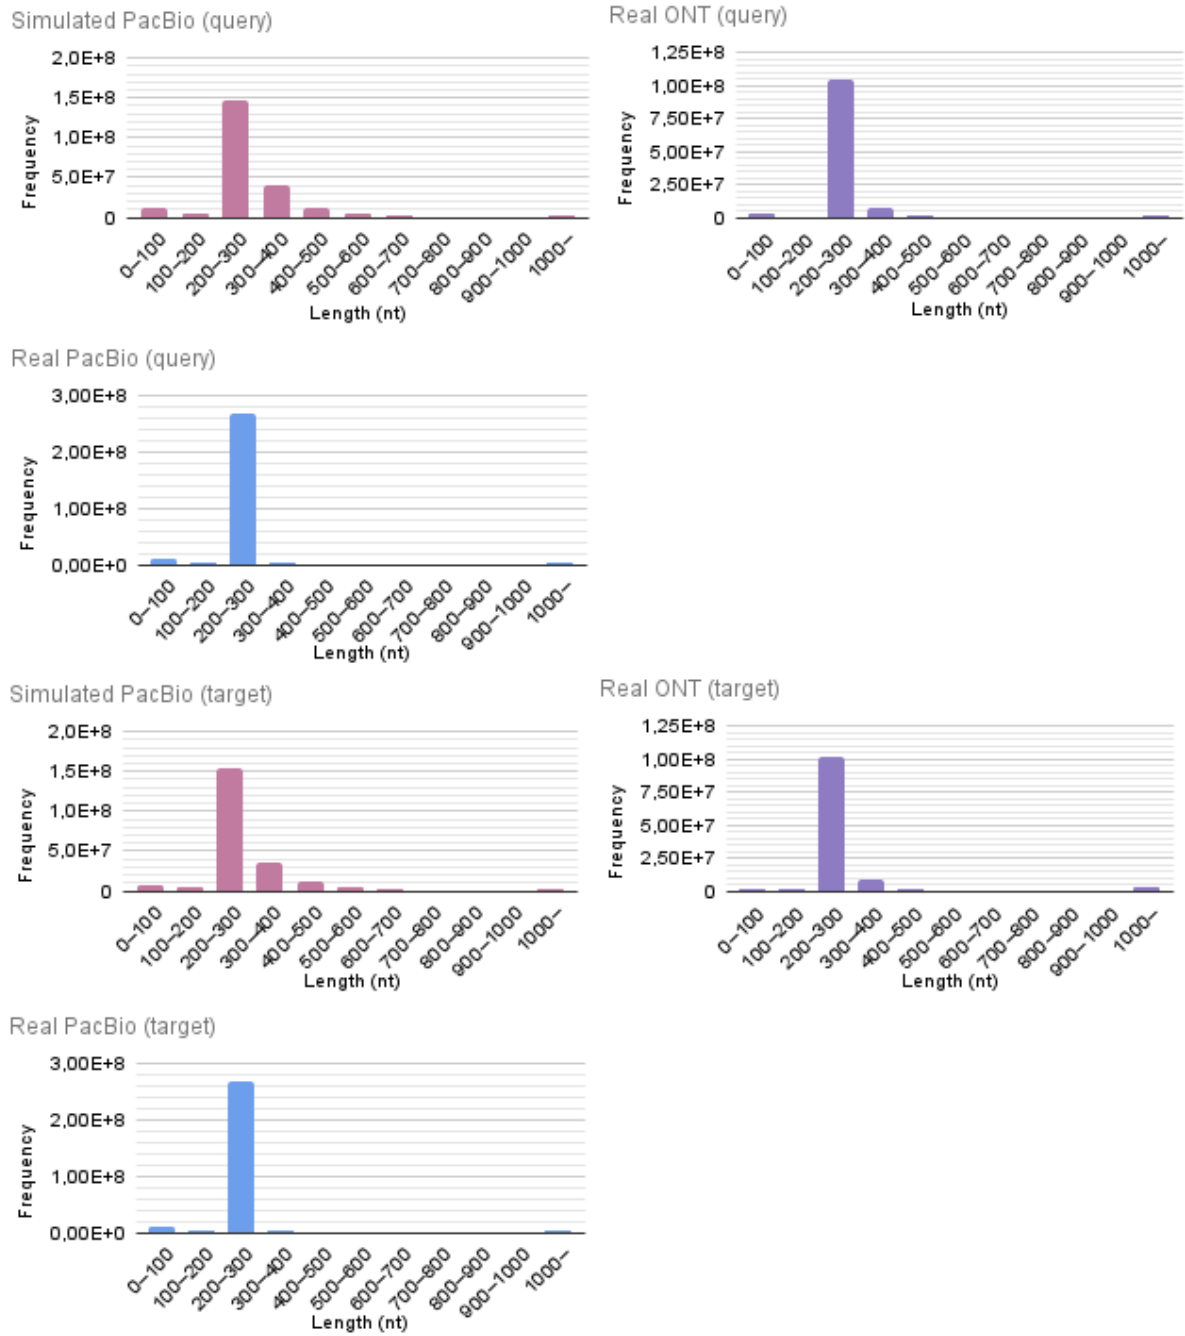 Simulated PacBio (query)
Frequency
2,0E+8
1,5E+8
1,0E+8
5,0E+7
0
0–100
100–200
200–300
300–400
400–500
500–600
600–700
700–800
800–900
900–1000
1000–
Length (nt)
Real ONT (query)
Frequency
1,25E+8
1,00E+8
7,50E+7
5,00E+7
2,50E+7
0
0–100
100–200
200–300
300–400
400–500
500–600
600–700
700–800
800–900
900–1000
1000–
Length (nt)
Real PacBio (query)
Frequency
3,00E+8
2,00E+8
1,00E+8
0,00E+0
0–100
100–200
200–300
300–400
400–500
500–600
600–700
700–800
800–900
900–1000
1000–
Length (nt)
Simulated PacBio (target)
Frequency
2,0E+8
1,5E+8
1,0E+8
5,0E+7
0
0–100
100–200
200–300
300–400
400–500
500–600
600–700
700–800
800–900
900–1000
1000–
Length (nt)
Real ONT (target)
Frequency
1,25E+8
1,00E+8
7,50E+7
5,00E+7
2,50E+7
0
0–100
100–200
200–300
300–400
400–500
500–600
600–700
700–800
800–900
900–1000
1000–
Length (nt)
Real PacBio (target)
Frequency
3,00E+8
2,00E+8
1,00E+8
0,00E+0
0–100
100–200
200–300
300–400
400–500
500–600
600–700
700–800
800–900
900–1000
1000–
Length (nt)